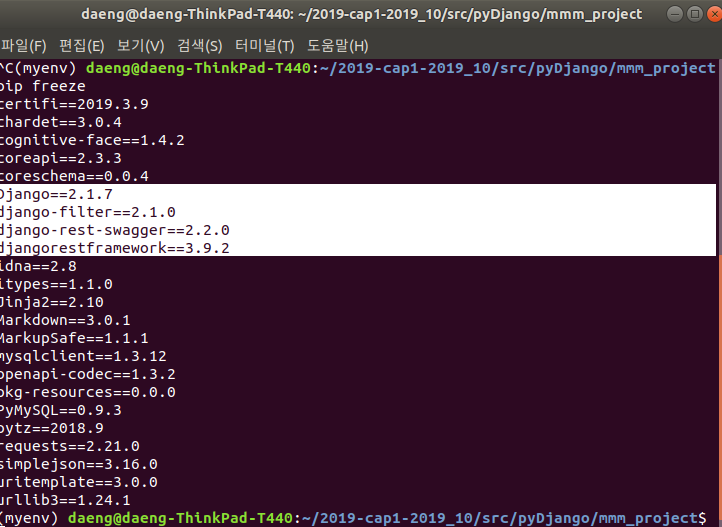 daeng@daeng-ThinkPad-T440: ~/2019-cap1-2019_10/src/pyDjango/mmm_project
파일(F) 편집(E) 보기(V) 검색(S) 터미널(T) 도움말(H)
^C(myenv) daeng@daeng-ThinkPad-T440:~/2019-cap1-2019_10/src/pyDjango/mmm_project
pip freeze
certifi==2019.3.9
chardet==3.0.4
cognitive-face==1.4.2
coreapi==2.3.3
coreschema==0.0.4
Django==2.1.7
django-filter==2.1.0
django-rest-swagger==2.2.0
djangorestframework==3.9.2
idna==2.8
itypes==1.1.0
Jinja2==2.10
Markdown==3.0.1
MarkupSafe==1.1.1
mysqlclient==1.3.12
openapi-codec==1.3.2
pkg-resources==0.0.0
PyMySQL==0.9.3
pytz==2018.9
requests==2.21.0
simplejson==3.16.0
uritemplate==3.0.0
urllib3==1.24.1
(myenv) daeng@daeng-ThinkPad-T440:~/2019-cap1-2019_10/src/pyDjango/mmm_project$